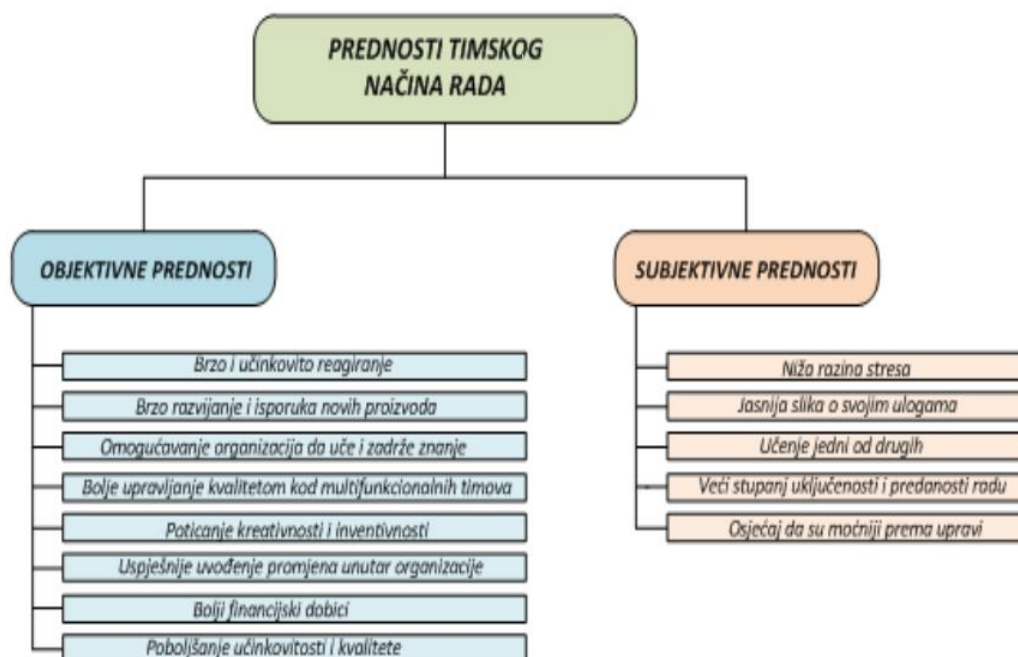 PREDNOSTI TIMSKOG
NAČINA RADA
OBJEKTIVNE PREDNOSTI
Brzo i učinkovito reagiranje
Brzo razvijanje i isporuka novih proizvoda
Omogućavanje organizacija da uče i zadrže znanje
Bolje upravljanje kvalitetom kod multifunkcionalnih timova
Poticanje kreativnosti i inventivnosti
Uspješnije uvođenje promjena unutar organizacije
Bolji financijski dobici
Poboljšanje učinkovitosti i kvalitete
SUBJEKTIVNE PREDNOSTI
Niža razina stresa
Jasnija slika o svojim ulogama
Učenje jedni od drugih
Veći stupanj uključenosti i predanosti radu
Osjećaj da su moćniji prema upravi